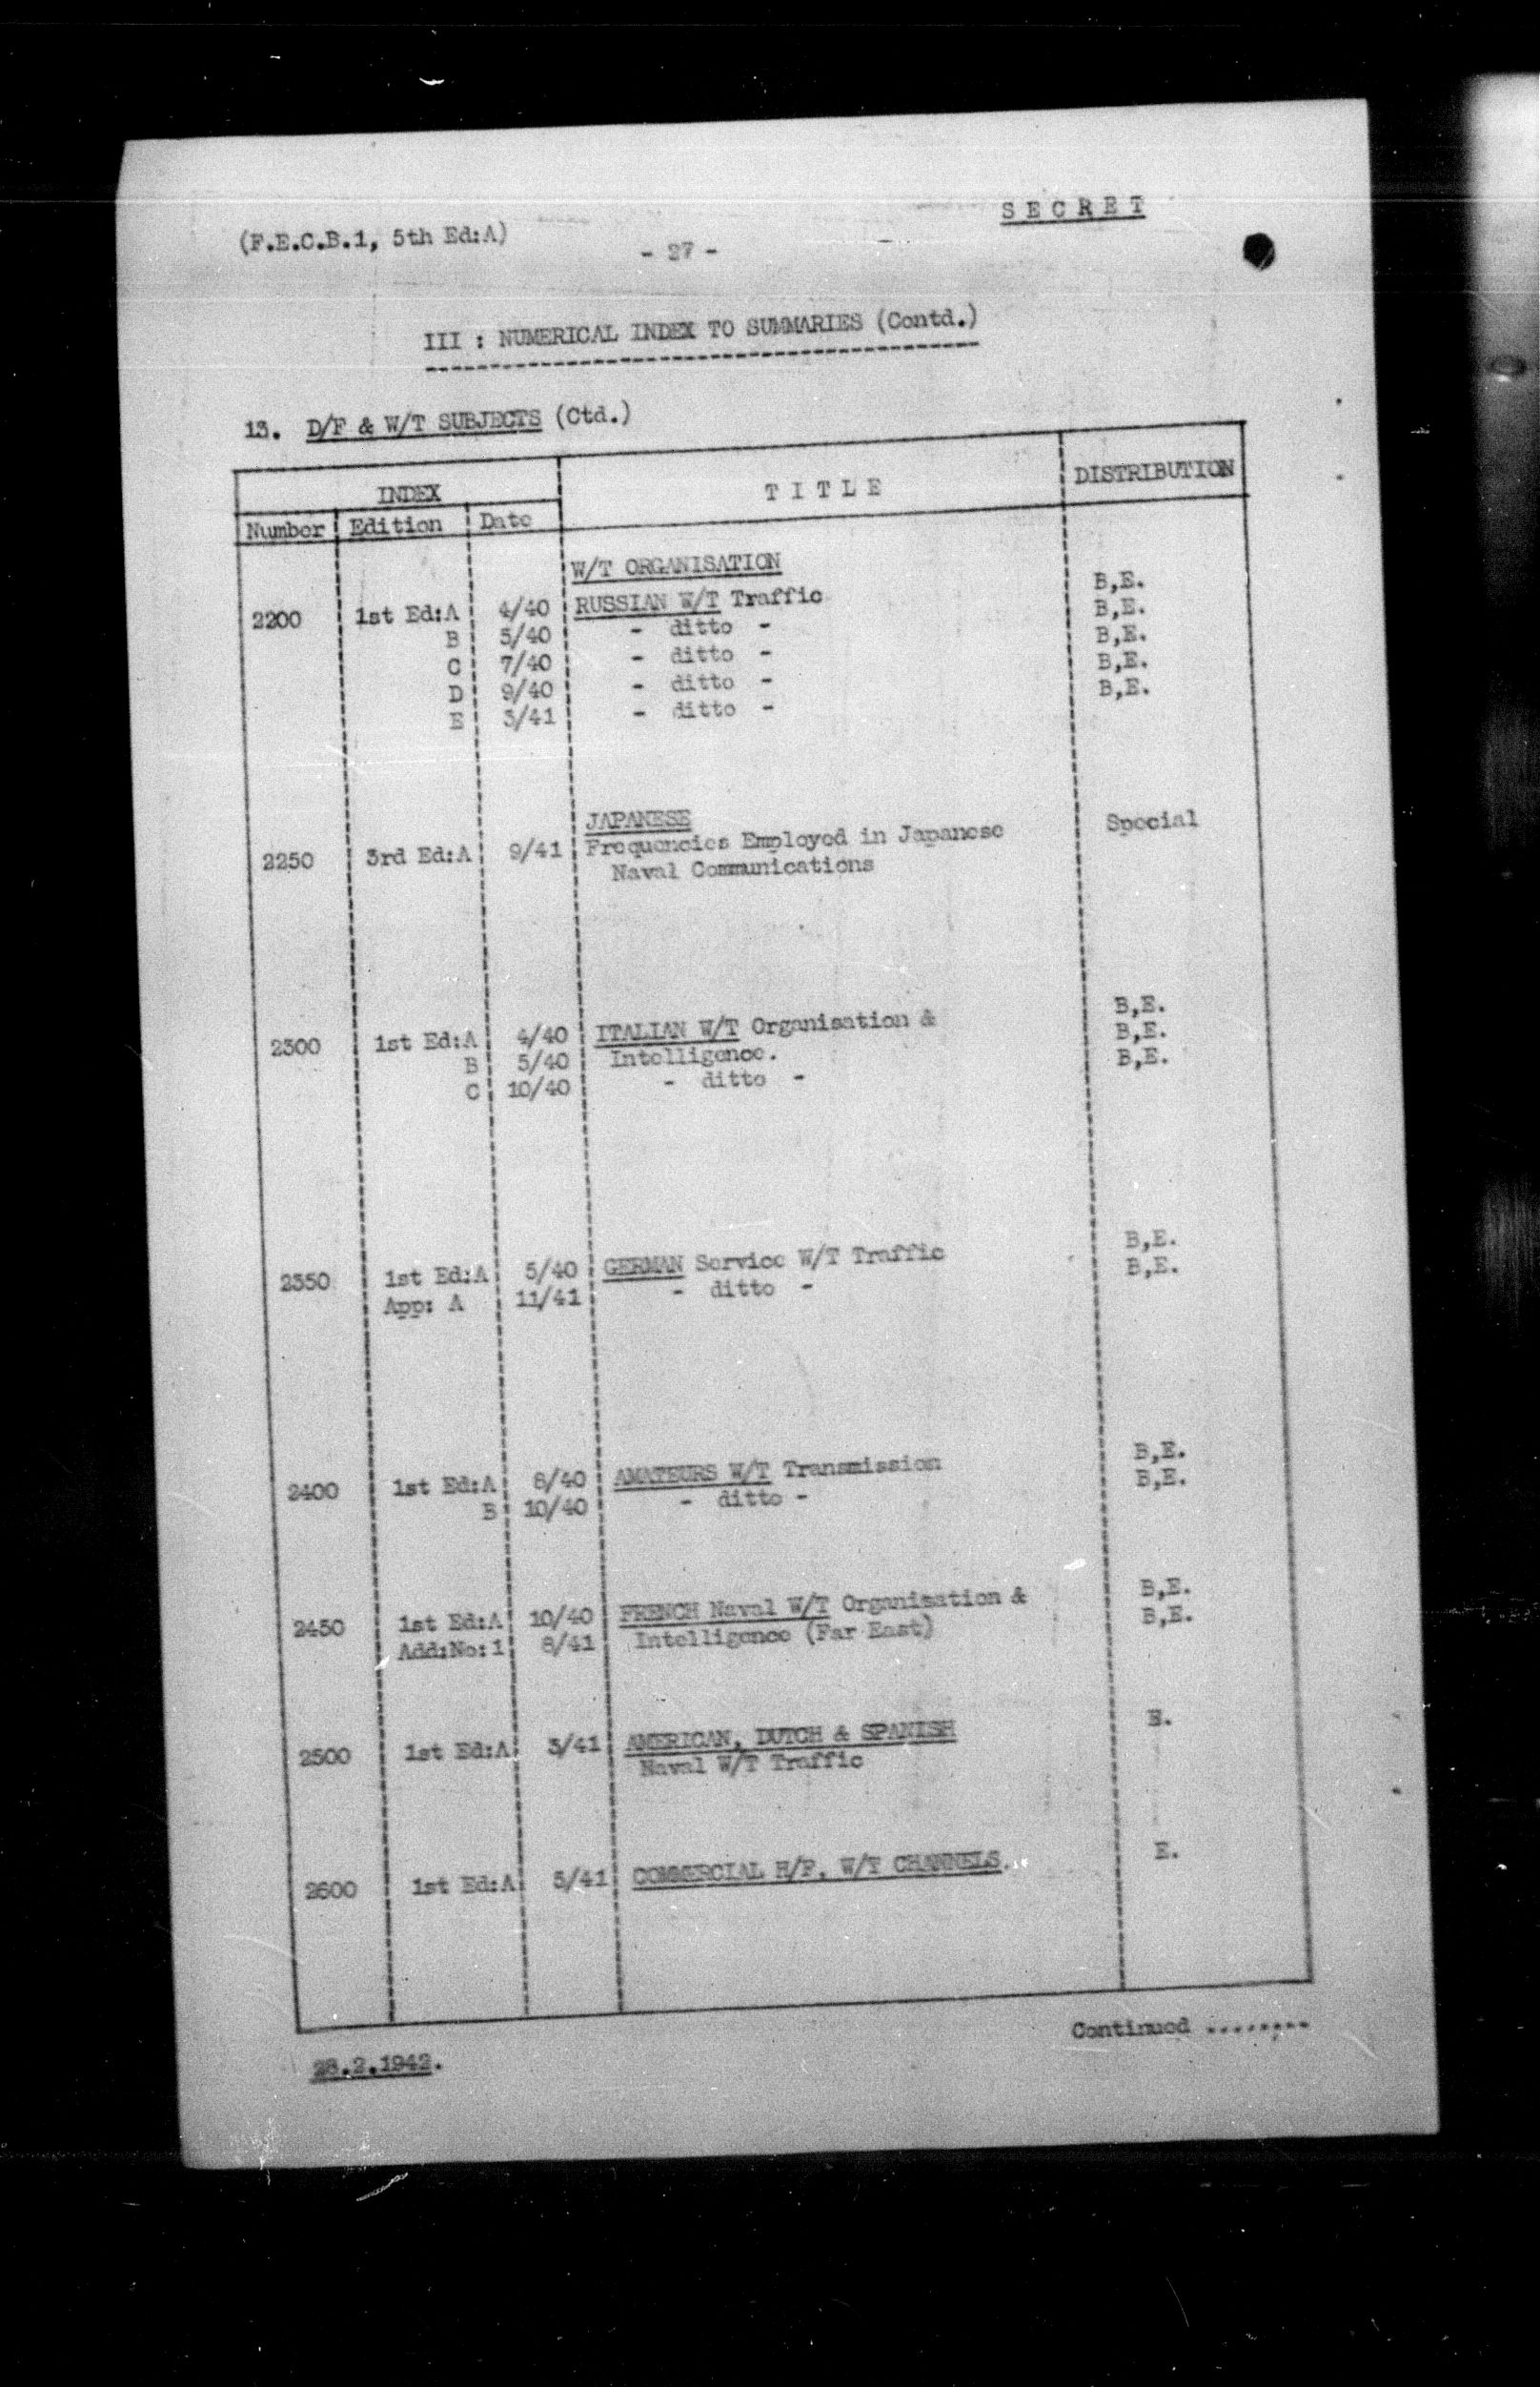 SECRET
(F.E.C.B.1, 5th Ed:A)
- 27 -
III : NUMERICAL INDEX TO SUMMARIES (Contd.)
13. D/F & W/T SUBJECTS (Ctd.)
INDEX TITLE DISTRIBUTION
Number Edition Date
W/T ORGANISATION
2200 1st Ed:A 4/40 RUSSIAN W/T Traffic B,E.
B 5/40 - ditto - B,E.
C 7/40 - ditto - B,E.
D 9/40 - ditto - B,E.
E 3/41 - ditto - B,E.
JAPANESE
2250 3rd Ed:A 9/41 Frequencies Employed in Japanese Special
Naval Communications
2300 1st Ed:A 4/40 ITALIAN W/T Organisation & B,E.
B 5/40 Intelligence. B,E.
C 10/40 - ditto - B,E.
2350 1st Ed:A 5/40 GERMAN Service W/T Traffic B,E.
App: A 11/41 - ditto - B,E.
2400 1st Ed:A 8/40 AMATEURS W/T Transmission B,E.
B 10/40 - ditto - B,E.
2450 1st Ed:A 10/40 FRENCH Naval W/T Organisation & B,E.
Add:No:1 8/41 Intelligence (Far East) B,E.
2500 1st Ed:A 3/41 AMERICAN, DUTCH & SPANISH E.
Naval W/T Traffic
2600 1st Ed:A 5/41 COMMERCIAL H/F, W/T CHANNELS. E.
Continued ........
28.2.1942.